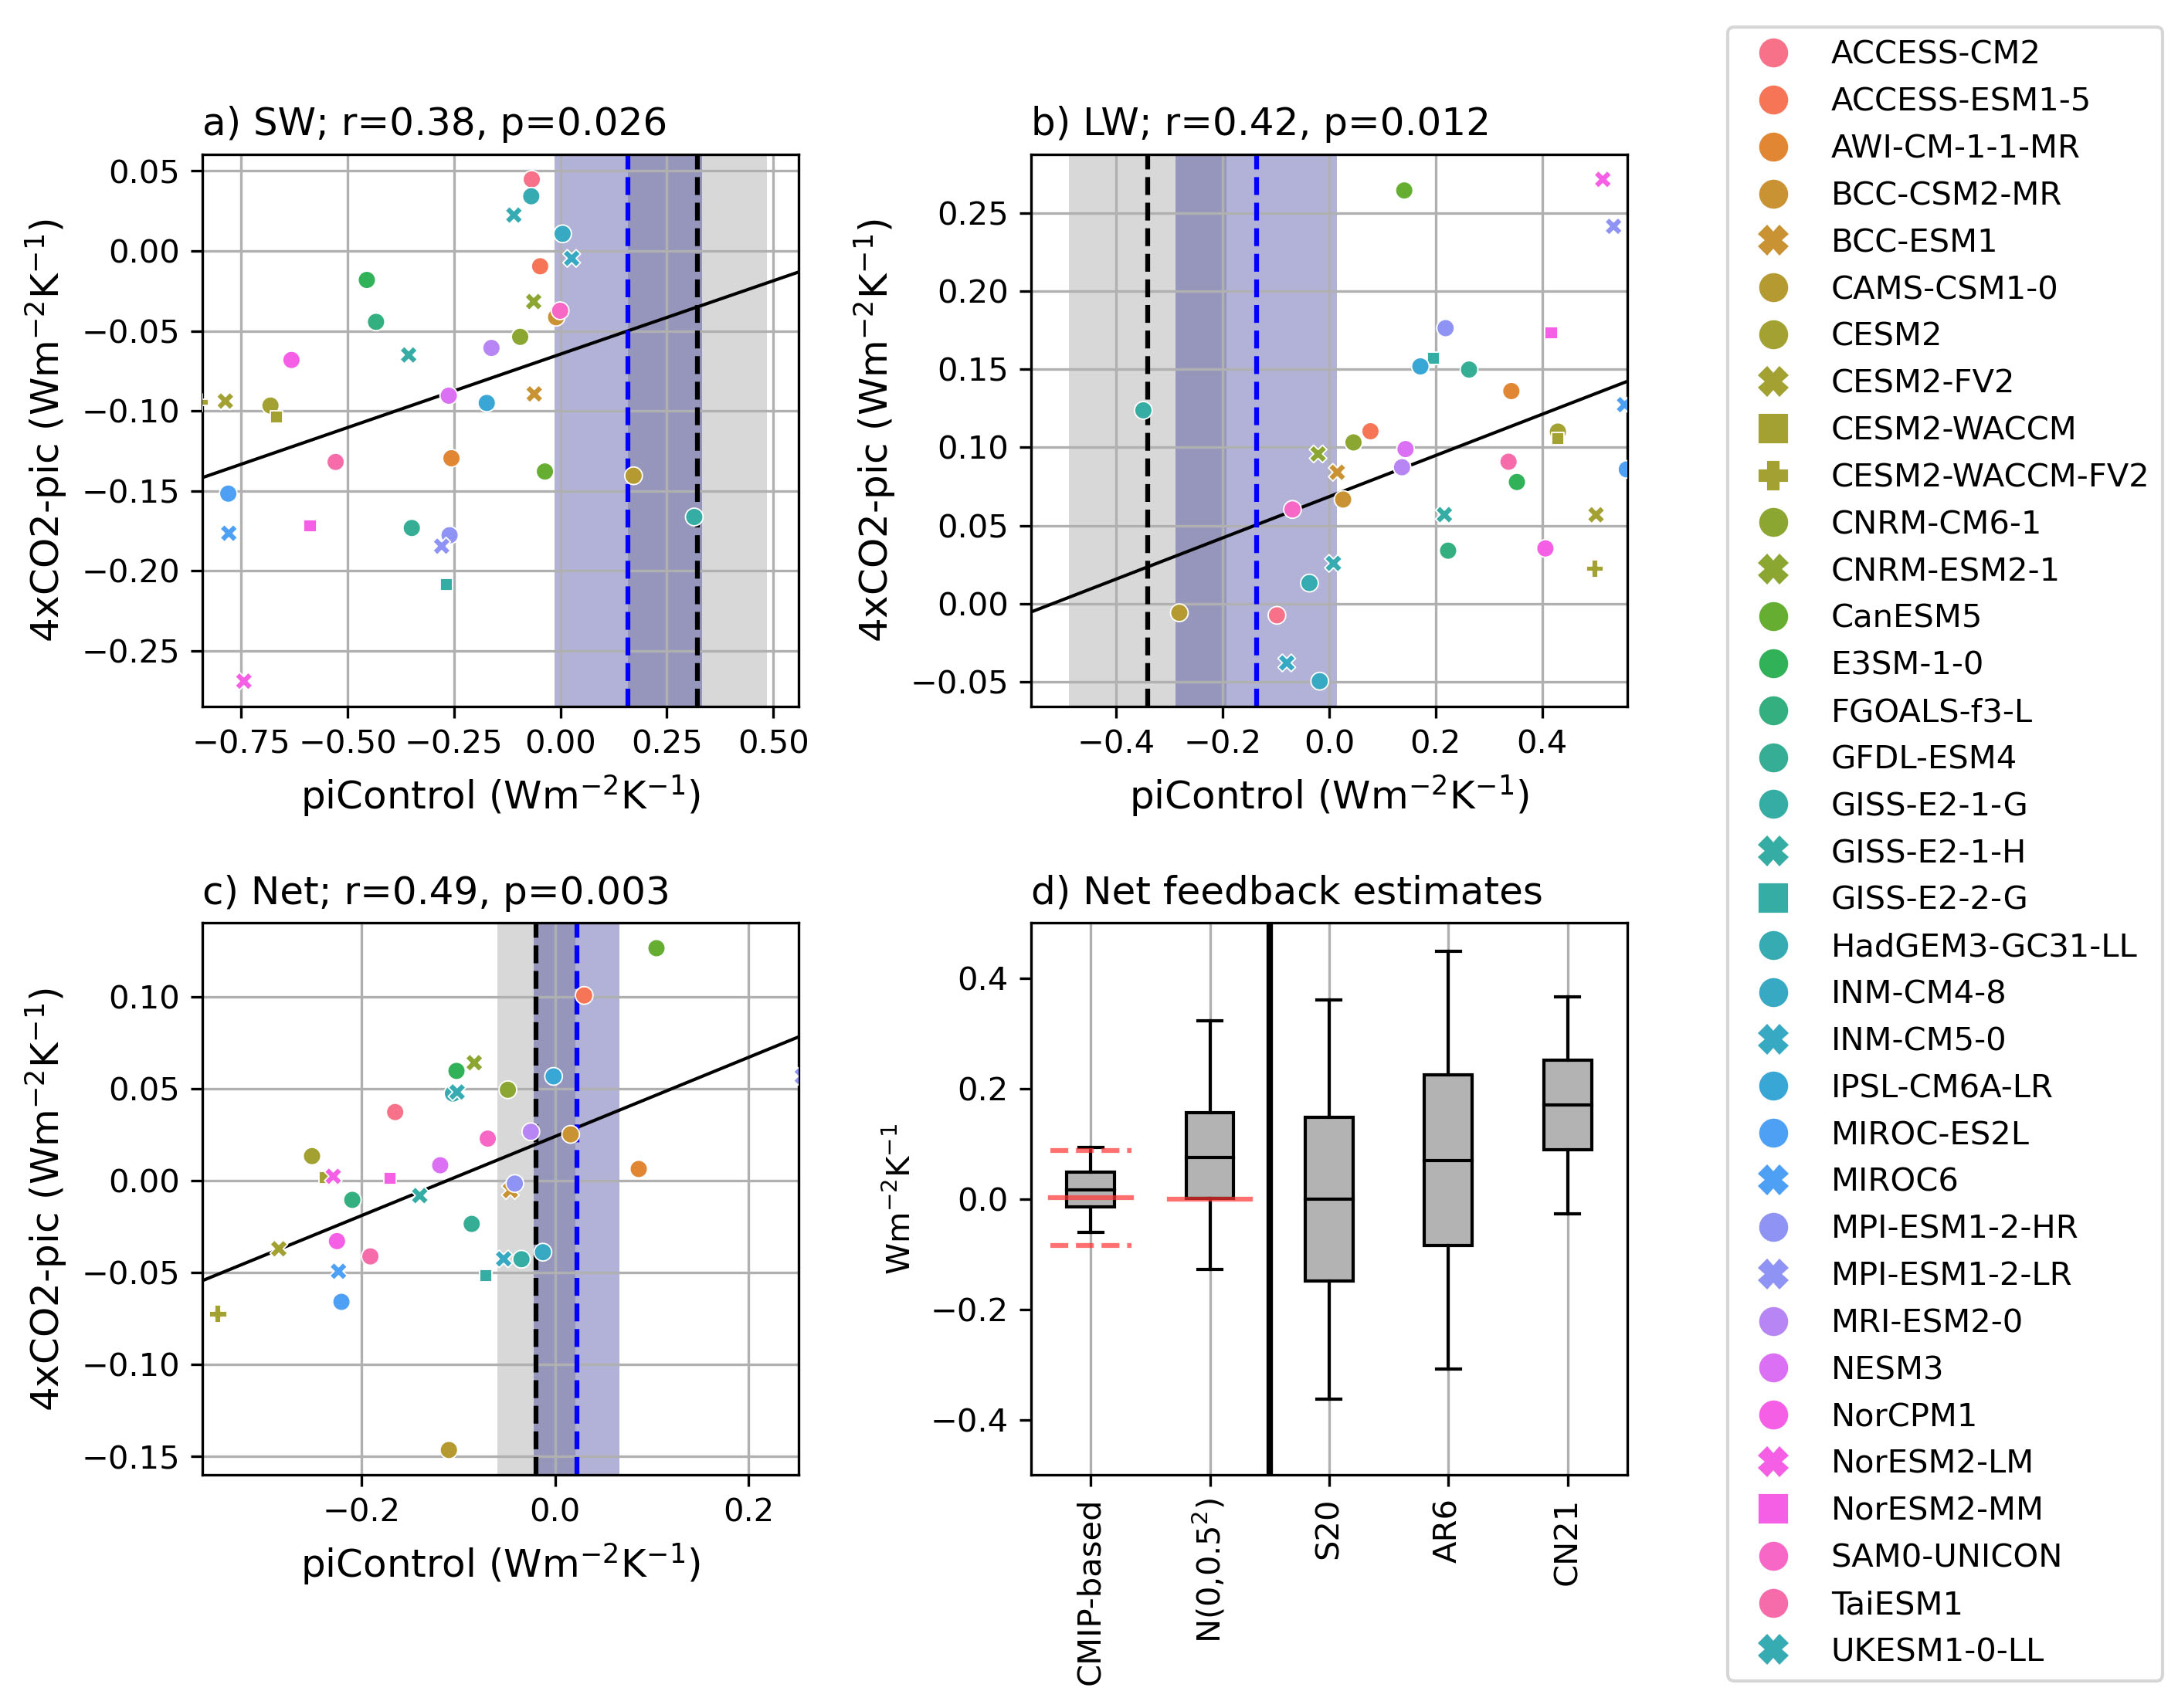 a) SW; r=0.38, p=0.026
0.05
0.00
−0.05
−0.10
−0.15
−0.20
−0.25
4xCO2-pic (Wm⁻²K⁻¹)
−0.75 −0.50 −0.25 0.00 0.25 0.50
piControl (Wm⁻²K⁻¹)
b) LW; r=0.42, p=0.012
0.25
0.20
0.15
0.10
0.05
0.00
−0.05
4xCO2-pic (Wm⁻²K⁻¹)
−0.4 −0.2 0.0 0.2 0.4
piControl (Wm⁻²K⁻¹)
c) Net; r=0.49, p=0.003
0.10
0.05
0.00
−0.05
−0.10
−0.15
4xCO2-pic (Wm⁻²K⁻¹)
−0.2 0.0 0.2
piControl (Wm⁻²K⁻¹)
d) Net feedback estimates
0.4
0.2
0.0
−0.2
−0.4
Wm⁻²K⁻¹
CMIP-based
N(0,0.5²)
S20
AR6
CN21
ACCESS-CM2
ACCESS-ESM1-5
AWI-CM-1-1-MR
BCC-CSM2-MR
BCC-ESM1
CAMS-CSM1-0
CESM2
CESM2-FV2
CESM2-WACCM
CESM2-WACCM-FV2
CNRM-CM6-1
CNRM-ESM2-1
CanESM5
E3SM-1-0
FGOALS-f3-L
GFDL-ESM4
GISS-E2-1-G
GISS-E2-1-H
GISS-E2-2-G
HadGEM3-GC31-LL
INM-CM4-8
INM-CM5-0
IPSL-CM6A-LR
MIROC-ES2L
MIROC6
MPI-ESM1-2-HR
MPI-ESM1-2-LR
MRI-ESM2-0
NESM3
NorCPM1
NorESM2-LM
NorESM2-MM
SAM0-UNICON
TaiESM1
UKESM1-0-LL